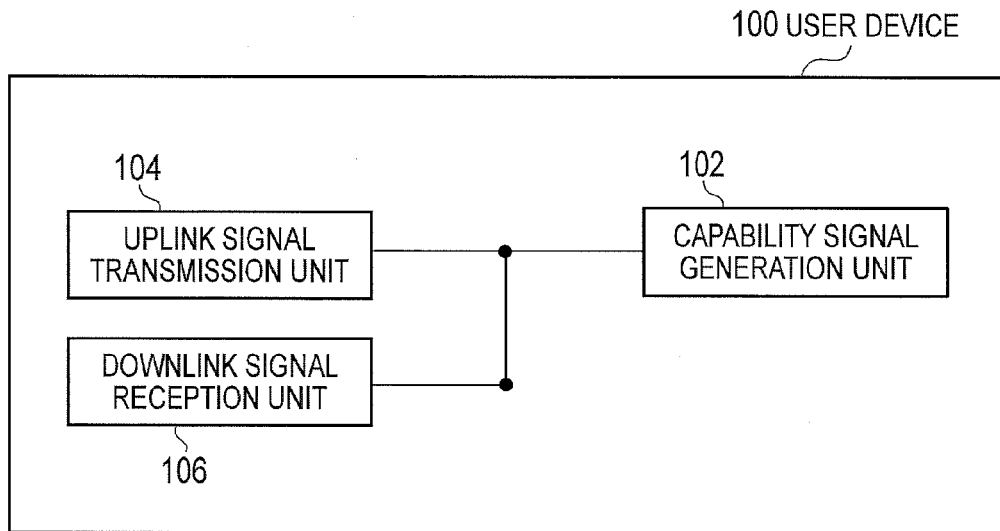 100 USER DEVICE
104
102
UPLINK SIGNAL
TRANSMISSION UNIT
CAPABILITY SIGNAL
GENERATION UNIT
DOWNLINK SIGNAL
RECEPTION UNIT
106